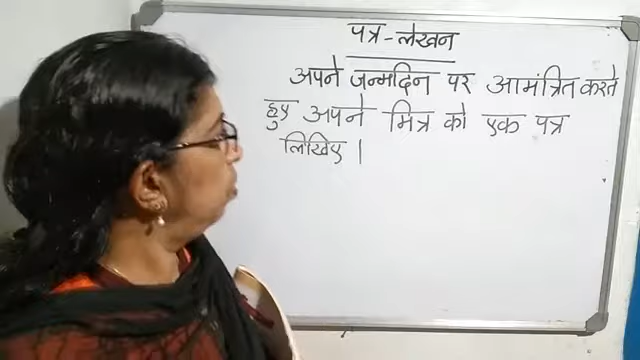 पत्र-लेखन
अपने जन्मदिन पर आमंत्रित करते
हुए अपने मित्र को एक पत्र
लिखिए |